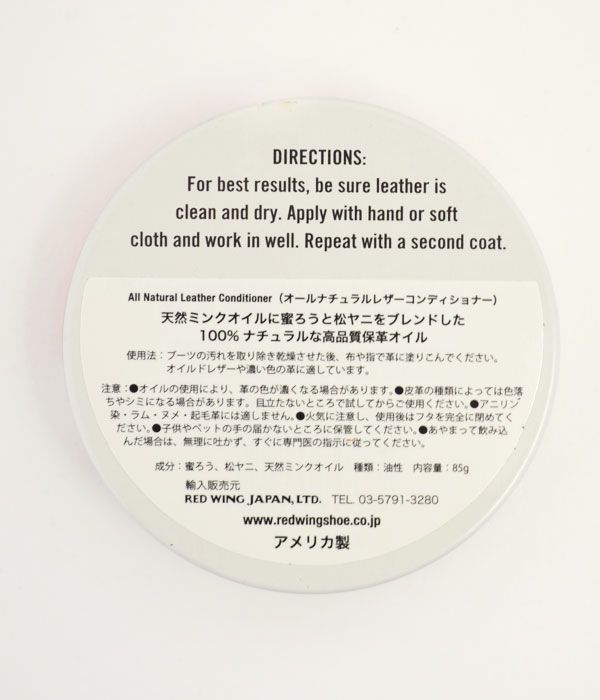 DIRECTIONS:
For best results, be sure leather is
clean and dry. Apply with hand or soft
cloth and work in well. Repeat with a second coat.
All Natural Leather Conditioner（オールナチュラルレザーコンディショナー）
天然ミンクオイルに蜜ろうと松ヤニをブレンドした
100% ナチュラルな高品質保革オイル
使用法：ブーツの汚れを取り除き乾燥させた後、布や指で革に塗りこんでください。
オイルドレザーや濃い色の革に適しています。
注意：●オイルの使用により、革の色が濃くなる場合があります。●皮革の種類によっては色落
ちやシミになる場合があります。目立たないところで試してからご使用ください。●アニリン
染・ラム・ヌメ・起毛革には適しません。●火気に注意し、使用後はフタを完全に閉めてく
ださい。●子供やペットの手の届かないところに保管してください。●あやまって飲み込
んだ場合は、無理に吐かず、すぐに専門医の指示に従ってください。
成分：蜜ろう、松ヤニ、天然ミンクオイル　種類：油性　内容量：85g
輸入販売元
RED WING JAPAN, LTD.　TEL. 03-5791-3280
www.redwingshoe.co.jp
アメリカ製